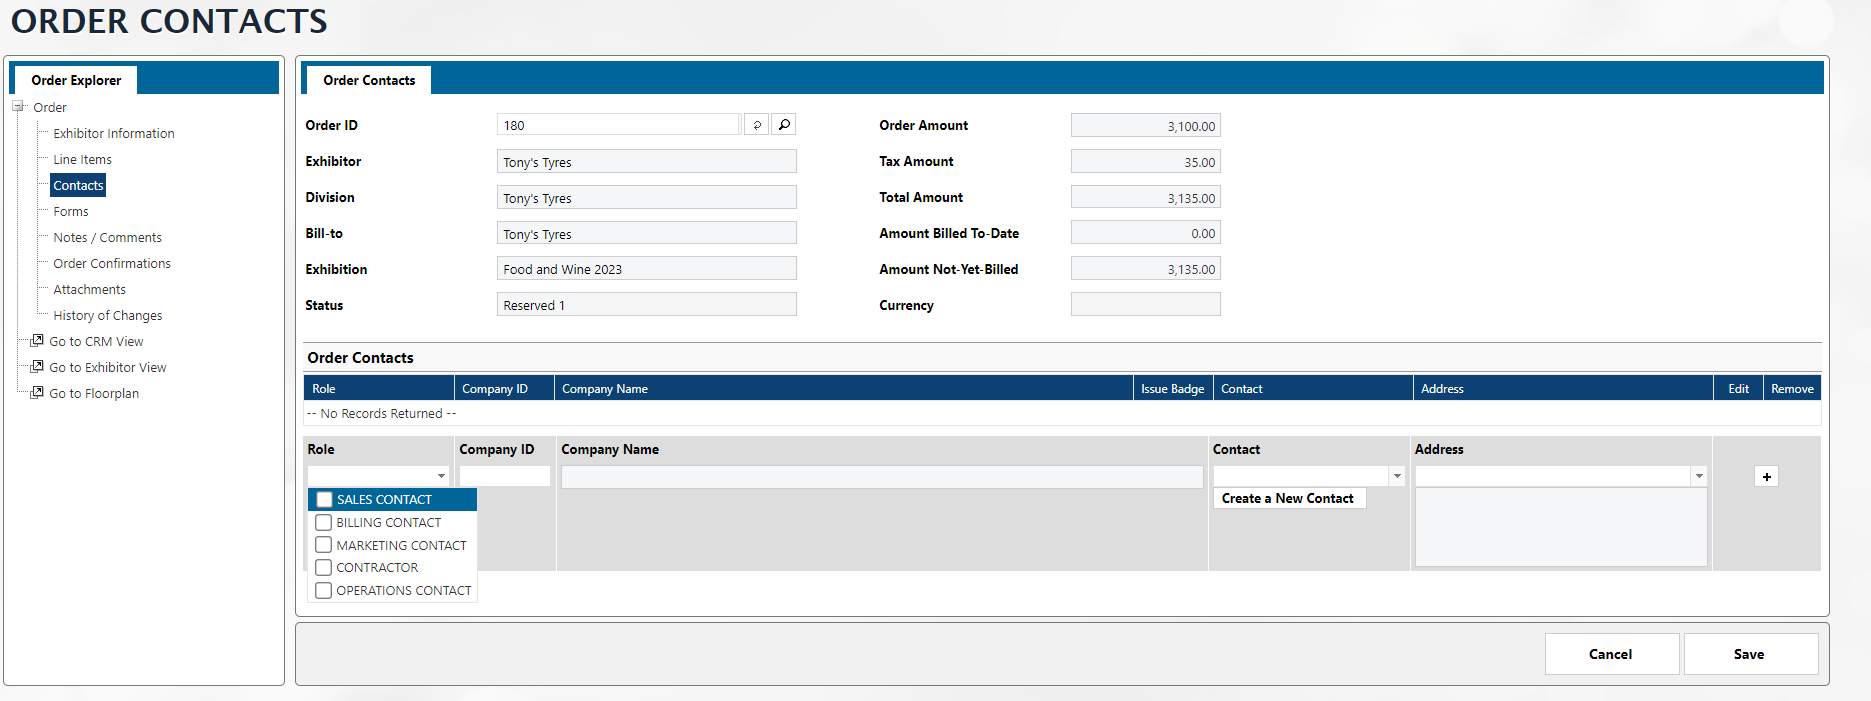 ORDER CONTACTS
Order Explorer
Order
Exhibitor Information
Line Items
Contacts
Forms
Notes / Comments
Order Confirmations
Attachments
History of Changes
Go to CRM View
Go to Exhibitor View
Go to Floorplan
Order Contacts
Order ID 180 Order Amount 3,100.00
Exhibitor Tony's Tyres Tax Amount 35.00
Division Tony's Tyres Total Amount 3,135.00
Bill-to Tony's Tyres Amount Billed To-Date 0.00
Exhibition Food and Wine 2023 Amount Not-Yet-Billed 3,135.00
Status Reserved 1 Currency
Order Contacts
Role Company ID Company Name Issue Badge Contact Address Edit Remove
-- No Records Returned --
Role Company ID Company Name Contact Address
+
SALES CONTACT Create a New Contact
BILLING CONTACT
MARKETING CONTACT
CONTRACTOR
OPERATIONS CONTACT
Cancel Save